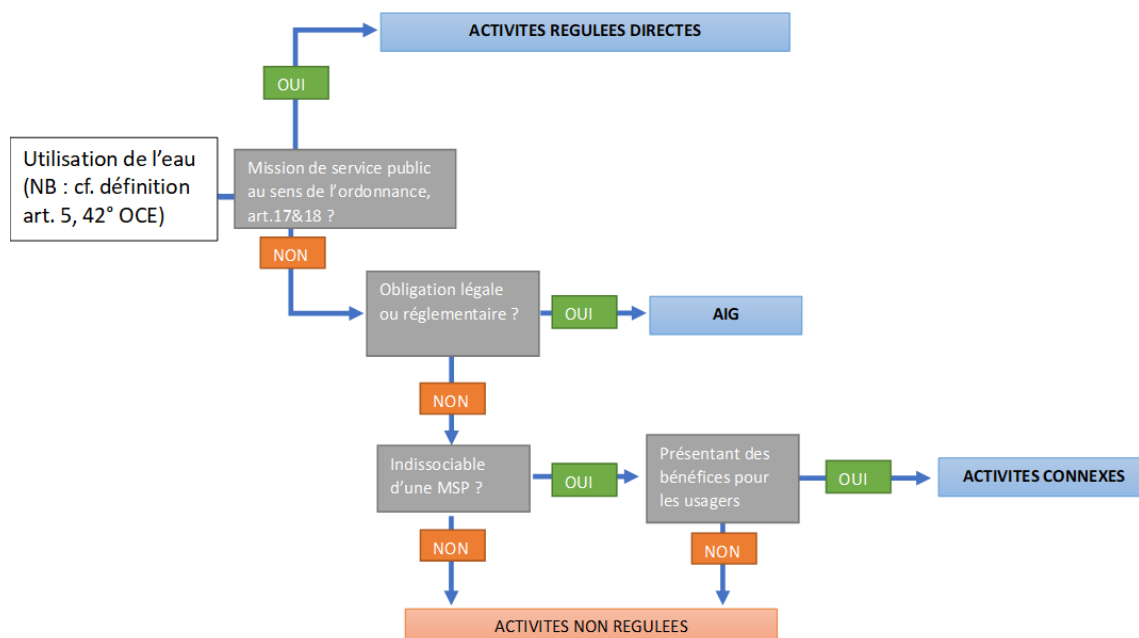 ACTIVITES REGULEES DIRECTES
OUI
Utilisation de l’eau
(NB : cf. définition
art. 5, 42° OCE)
Mission de service public
au sens de l’ordonnance,
art.17&18 ?
NON
Obligation légale
ou réglementaire ?
OUI
AIG
NON
Indissociable
d’une MSP ?
OUI
Présentant des
bénéfices pour
les usagers
OUI
ACTIVITES CONNEXES
NON
NON
ACTIVITES NON REGULEES